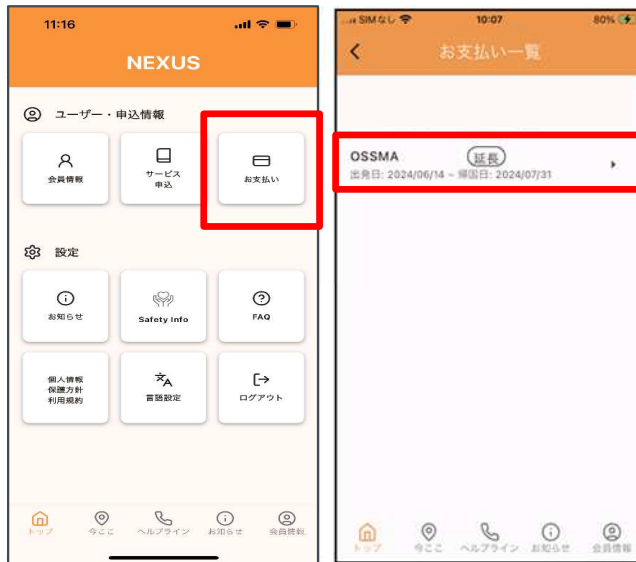 11:16
NEXUS
ユーザー・申込情報
会員情報
サービス
申込
お支払い
設定
お知らせ
Safety Info
FAQ
個人情報
保護方針
利用規約
言語設定
ログアウト
トップ
今ここ
ヘルプライン
お知らせ
会員情報
SIMなし
10:07
80%
お支払い一覧
OSSMA
延長
出発日: 2024/06/14 ~ 帰国日: 2024/07/31
トップ
今ここ
ヘルプライン
お知らせ
会員情報